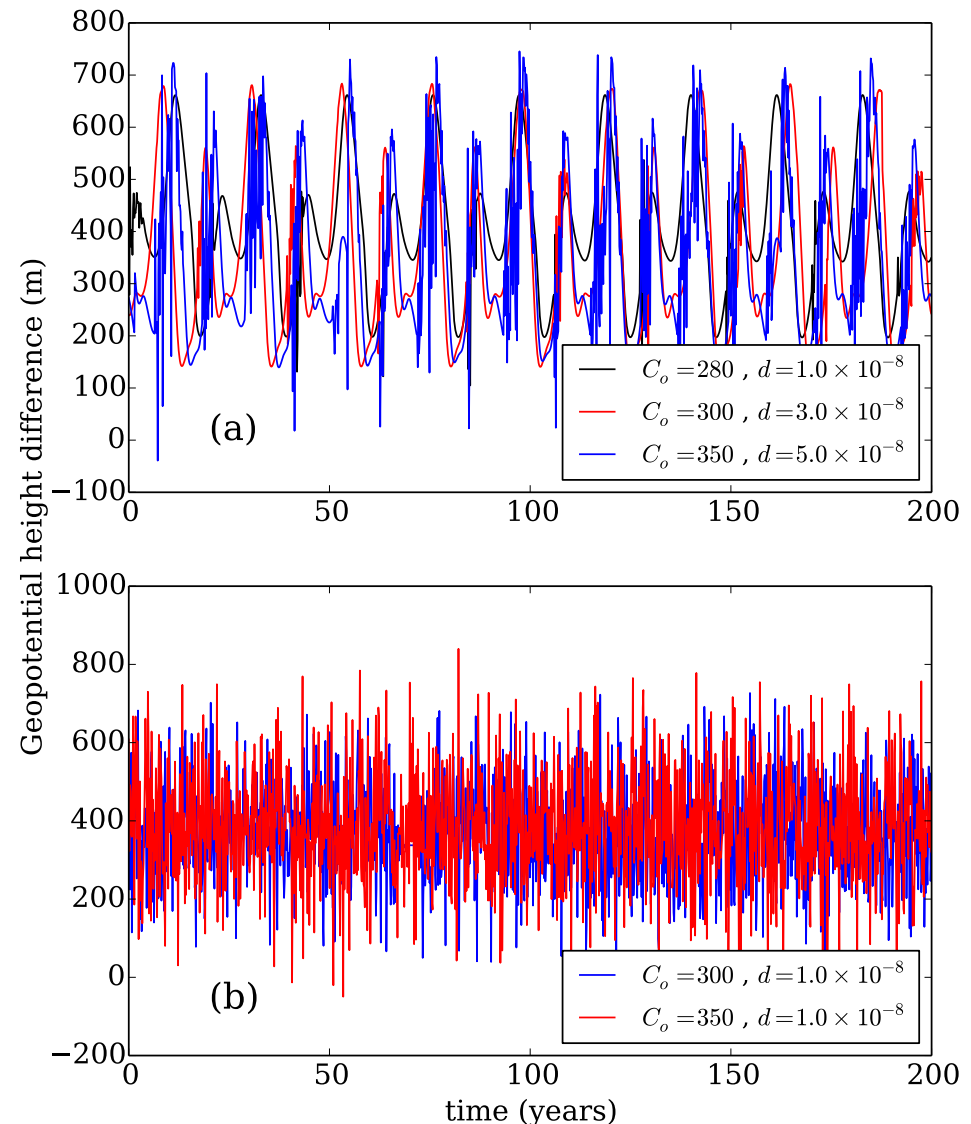 Geopotential height difference (m)
800
700
600
500
400
300
200
100
0
−100
(a)
C_o =280 , d=1.0 × 10^−8
C_o =300 , d=3.0 × 10^−8
C_o =350 , d=5.0 × 10^−8
0 50 100 150 200
1000
800
600
400
200
0
−200
(b)
C_o =300 , d=1.0 × 10^−8
C_o =350 , d=1.0 × 10^−8
0 50 100 150 200
time (years)